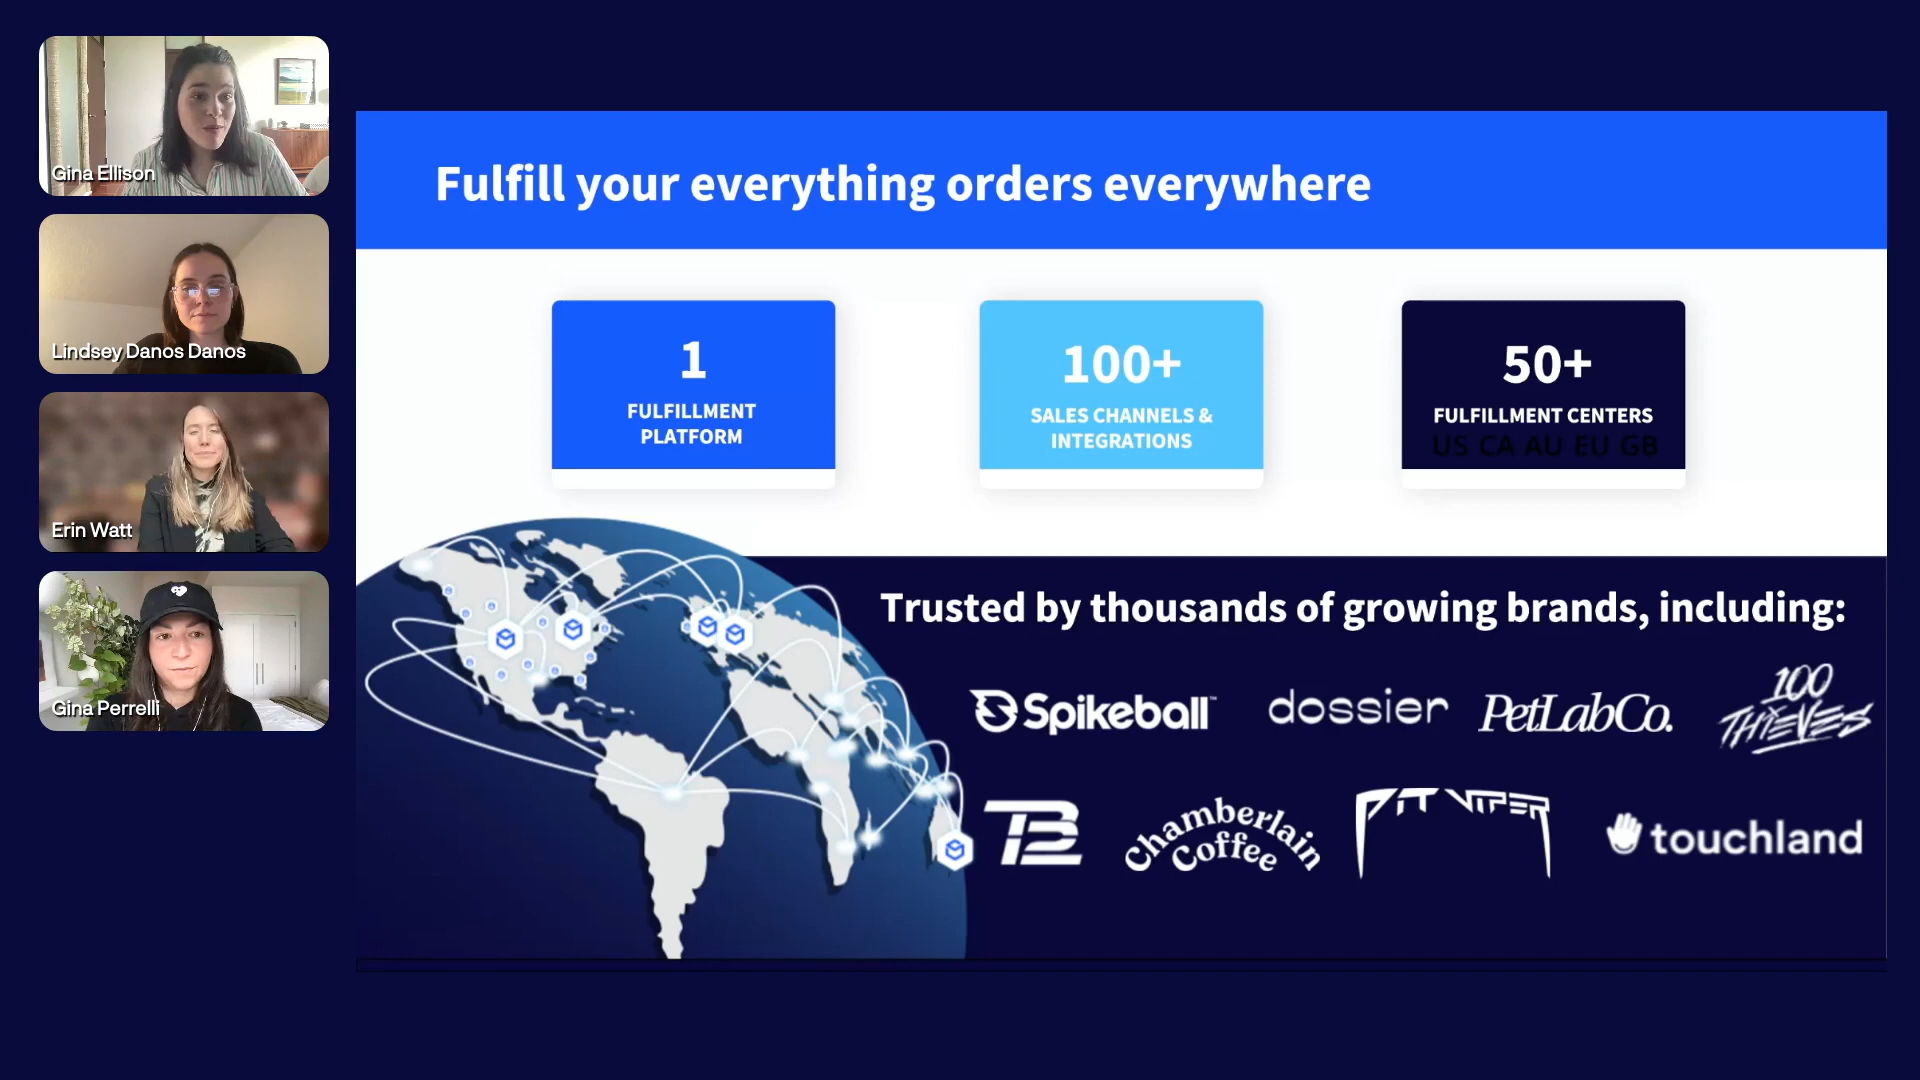 Gina Ellison
Lindsey Danos Danos
Erin Watt
Gina Perrelli
Fulfill your everything orders everywhere
1
FULFILLMENT
PLATFORM
100+
SALES CHANNELS &
INTEGRATIONS
50+
FULFILLMENT CENTERS
US CA AU EU GB
Trusted by thousands of growing brands, including:
Spikeball™
dossier
PetLabCo.
100
THIEVES
TB12
Chamberlain
Coffee
PIT VIPER
touchland